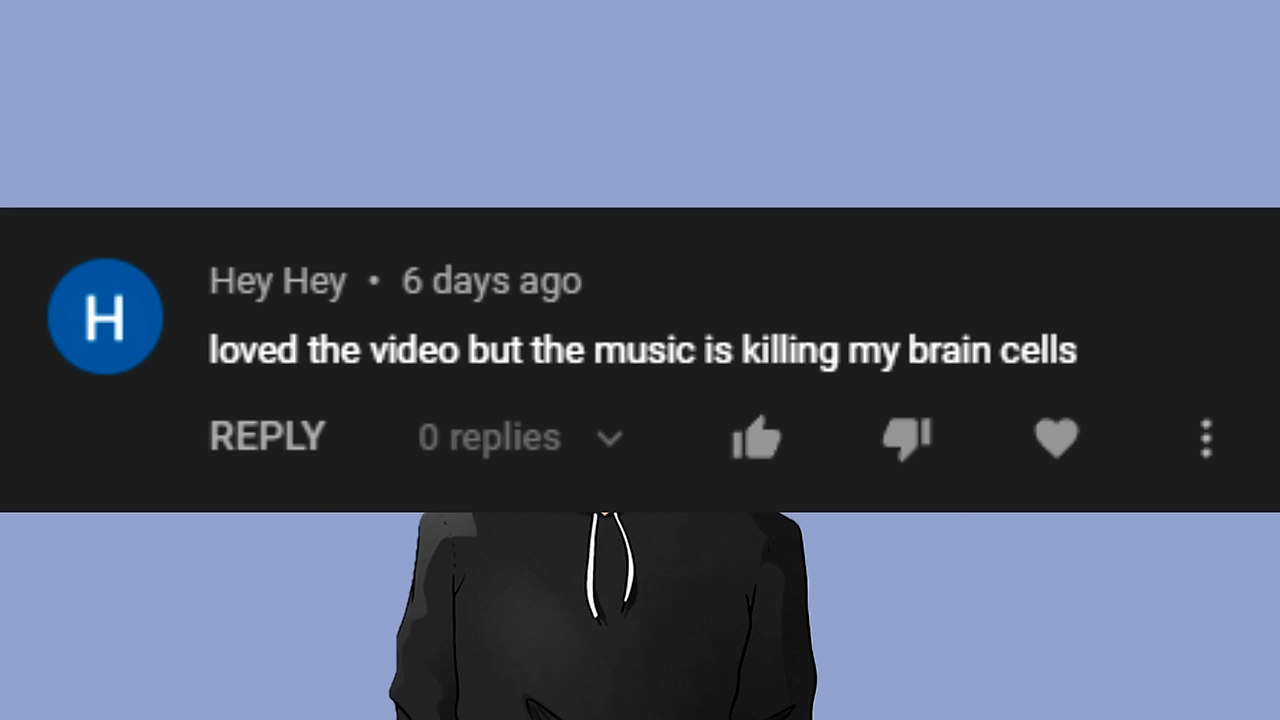 H
Hey Hey • 6 days ago
loved the video but the music is killing my brain cells
REPLY 0 replies